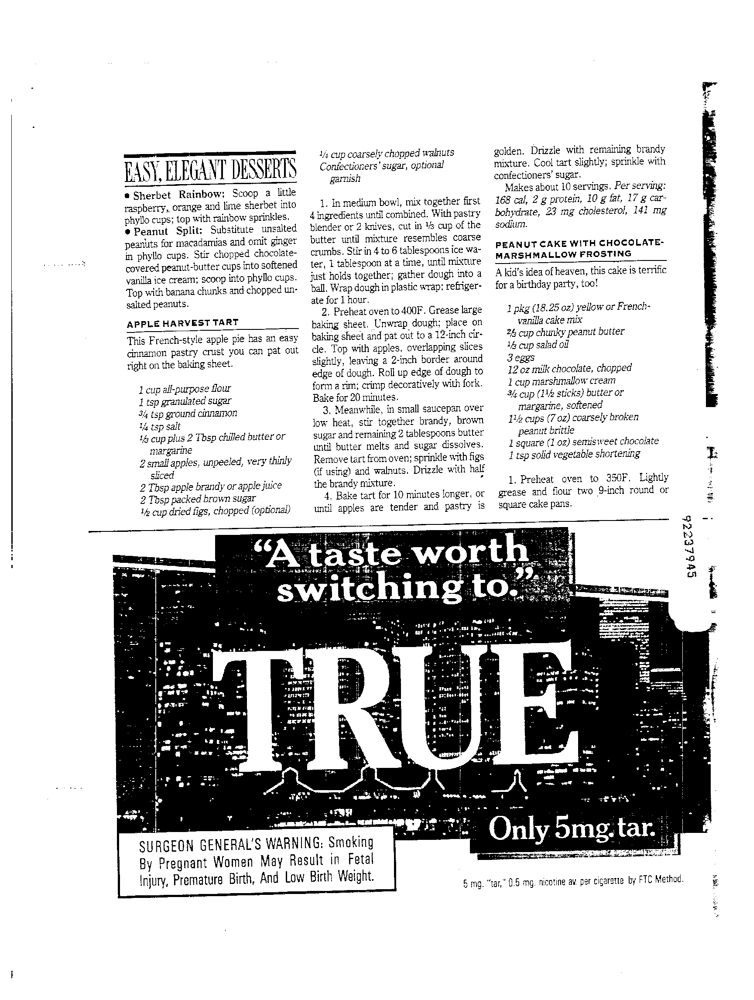 EASY, ELEGANT DESSERTS
● Sherbet Rainbow: Scoop a little
raspberry, orange and lime sherbet into
phyllo cups; top with rainbow sprinkles.
● Peanut Split: Substitute unsalted
peanuts for macadamias and omit ginger
in phyllo cups. Stir chopped chocolate-
covered peanut-butter cups into softened
vanilla ice cream; scoop into phyllo cups.
Top with banana chunks and chopped un-
salted peanuts.
APPLE HARVEST TART
This French-style apple pie has an easy
cinnamon pastry crust you can pat out
right on the baking sheet.
1 cup all-purpose flour
1 tsp granulated sugar
3/4 tsp ground cinnamon
1/4 tsp salt
1/3 cup plus 2 Tbsp chilled butter or
margarine
2 small apples, unpeeled, very thinly
sliced
2 Tbsp apple brandy or apple juice
2 Tbsp packed brown sugar
1/2 cup dried figs, chopped (optional)
1/4 cup coarsely chopped walnuts
Confectioners' sugar, optional
garnish
1. In medium bowl, mix together first
4 ingredients until combined. With pastry
blender or 2 knives, cut in 1/3 cup of the
butter until mixture resembles coarse
crumbs. Stir in 4 to 6 tablespoons ice wa-
ter, 1 tablespoon at a time, until mixture
just holds together; gather dough into a
ball. Wrap dough in plastic wrap; refriger-
ate for 1 hour.
2. Preheat oven to 400F. Grease large
baking sheet. Unwrap dough; place on
baking sheet and pat out to a 12-inch cir-
cle. Top with apples, overlapping slices
slightly, leaving a 2-inch border around
edge of dough. Roll up edge of dough to
form a rim; crimp decoratively with fork.
Bake for 20 minutes.
3. Meanwhile, in small saucepan over
low heat, stir together brandy, brown
sugar and remaining 2 tablespoons butter
until butter melts and sugar dissolves.
Remove tart from oven; sprinkle with figs
(if using) and walnuts. Drizzle with half
the brandy mixture.
4. Bake tart for 10 minutes longer, or
until apples are tender and pastry is
golden. Drizzle with remaining brandy
mixture. Cool tart slightly; sprinkle with
confectioners' sugar.
Makes about 10 servings. Per serving:
168 cal, 2 g protein, 10 g fat, 17 g car-
bohydrate, 23 mg cholesterol, 141 mg
sodium.
PEANUT CAKE WITH CHOCOLATE-
MARSHMALLOW FROSTING
A kid's idea of heaven, this cake is terrific
for a birthday party, too!
1 pkg (18.25 oz) yellow or French-
vanilla cake mix
2/3 cup chunky peanut butter
1/3 cup salad oil
3 eggs
12 oz milk chocolate, chopped
1 cup marshmallow cream
3/4 cup (1 1/2 sticks) butter or
margarine, softened
1 1/2 cups (7 oz) coarsely broken
peanut brittle
1 square (1 oz) semisweet chocolate
1 tsp solid vegetable shortening
1. Preheat oven to 350F. Lightly
grease and flour two 9-inch round or
square cake pans.
92237945
"A taste worth
switching to."
TRUE
Only 5mg. tar.
SURGEON GENERAL'S WARNING: Smoking
By Pregnant Women May Result in Fetal
Injury, Premature Birth, And Low Birth Weight.
5 mg. "tar," 0.5 mg. nicotine av. per cigarette by FTC Method.